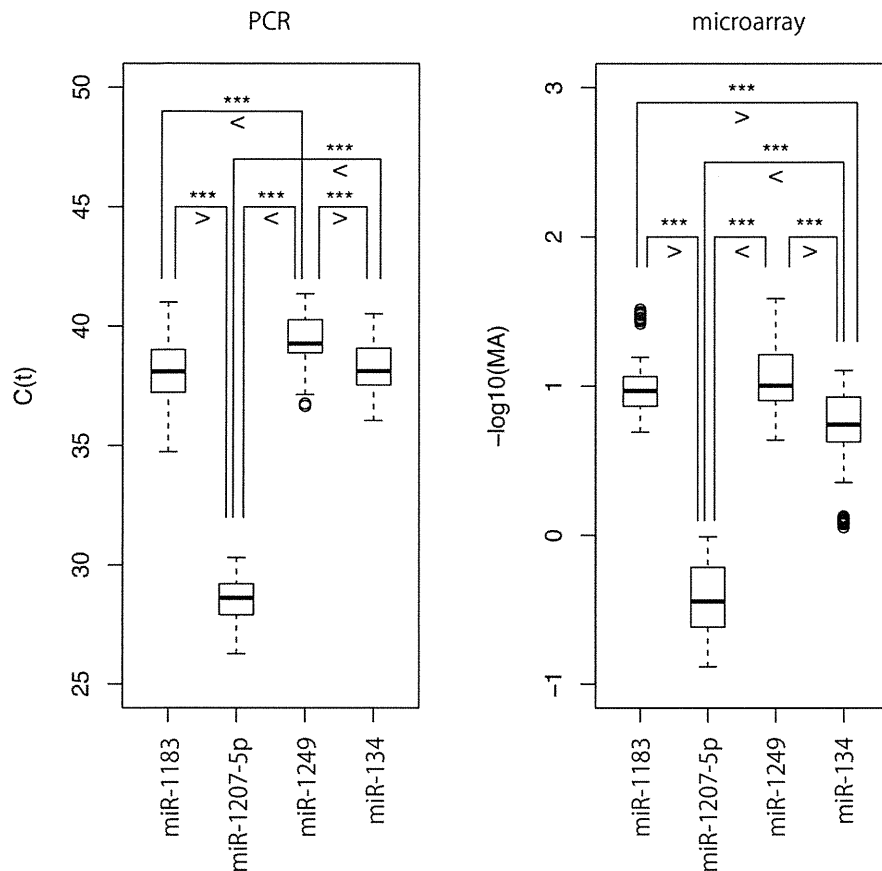 PCR
microarray
C(t)
50
45
40
35
30
25
***
<
***
<
***
>
***
<
***
>
miR-1183
miR-1207-5p
miR-1249
miR-134
−log10(MA)
3
2
1
0
−1
***
>
***
<
***
>
***
<
***
>
miR-1183
miR-1207-5p
miR-1249
miR-134